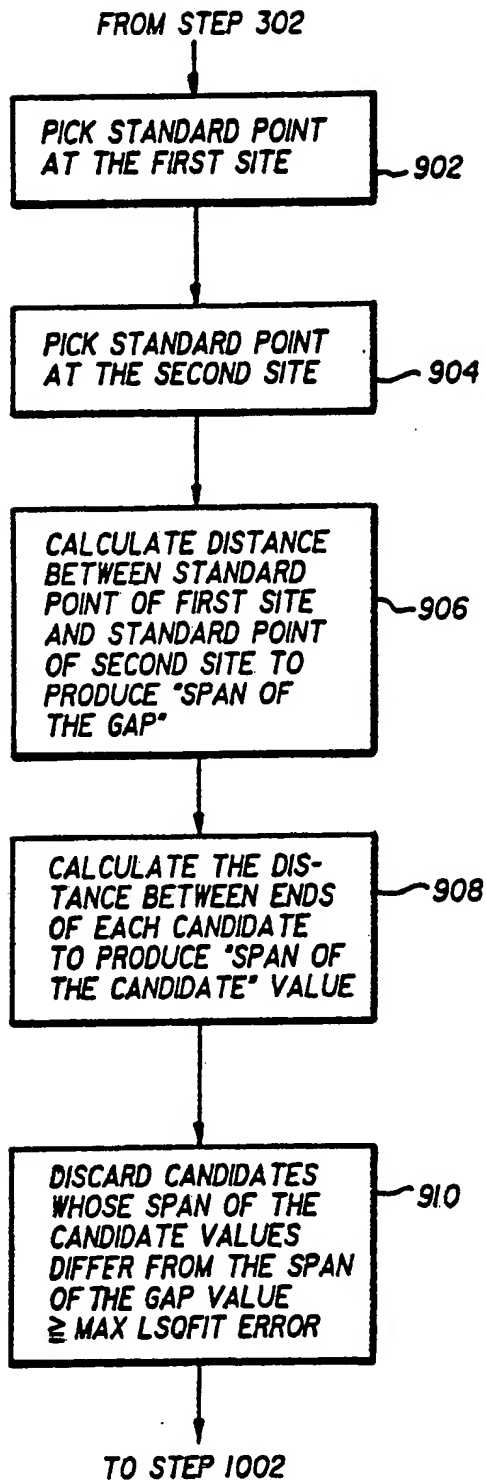 FROM STEP 302
PICK STANDARD POINT
AT THE FIRST SITE
902
PICK STANDARD POINT
AT THE SECOND SITE
904
CALCULATE DISTANCE
BETWEEN STANDARD
POINT OF FIRST SITE
AND STANDARD POINT
OF SECOND SITE TO
PRODUCE "SPAN OF
THE GAP"
906
CALCULATE THE DIS-
TANCE BETWEEN ENDS
OF EACH CANDIDATE
TO PRODUCE "SPAN OF
THE CANDIDATE" VALUE
908
DISCARD CANDIDATES
WHOSE SPAN OF THE
CANDIDATE VALUES
DIFFER FROM THE SPAN
OF THE GAP VALUE
≧ MAX LSQFIT ERROR
910
TO STEP 1002